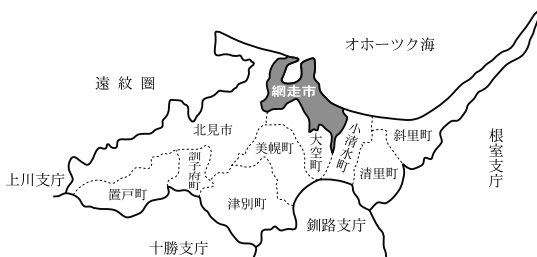 オホーツク海
遠紋圏
網走市
北見市
美幌町
大空町
小清水町
斜里町
清里町
根室支庁
訓子府町
置戸町
津別町
上川支庁
釧路支庁
十勝支庁